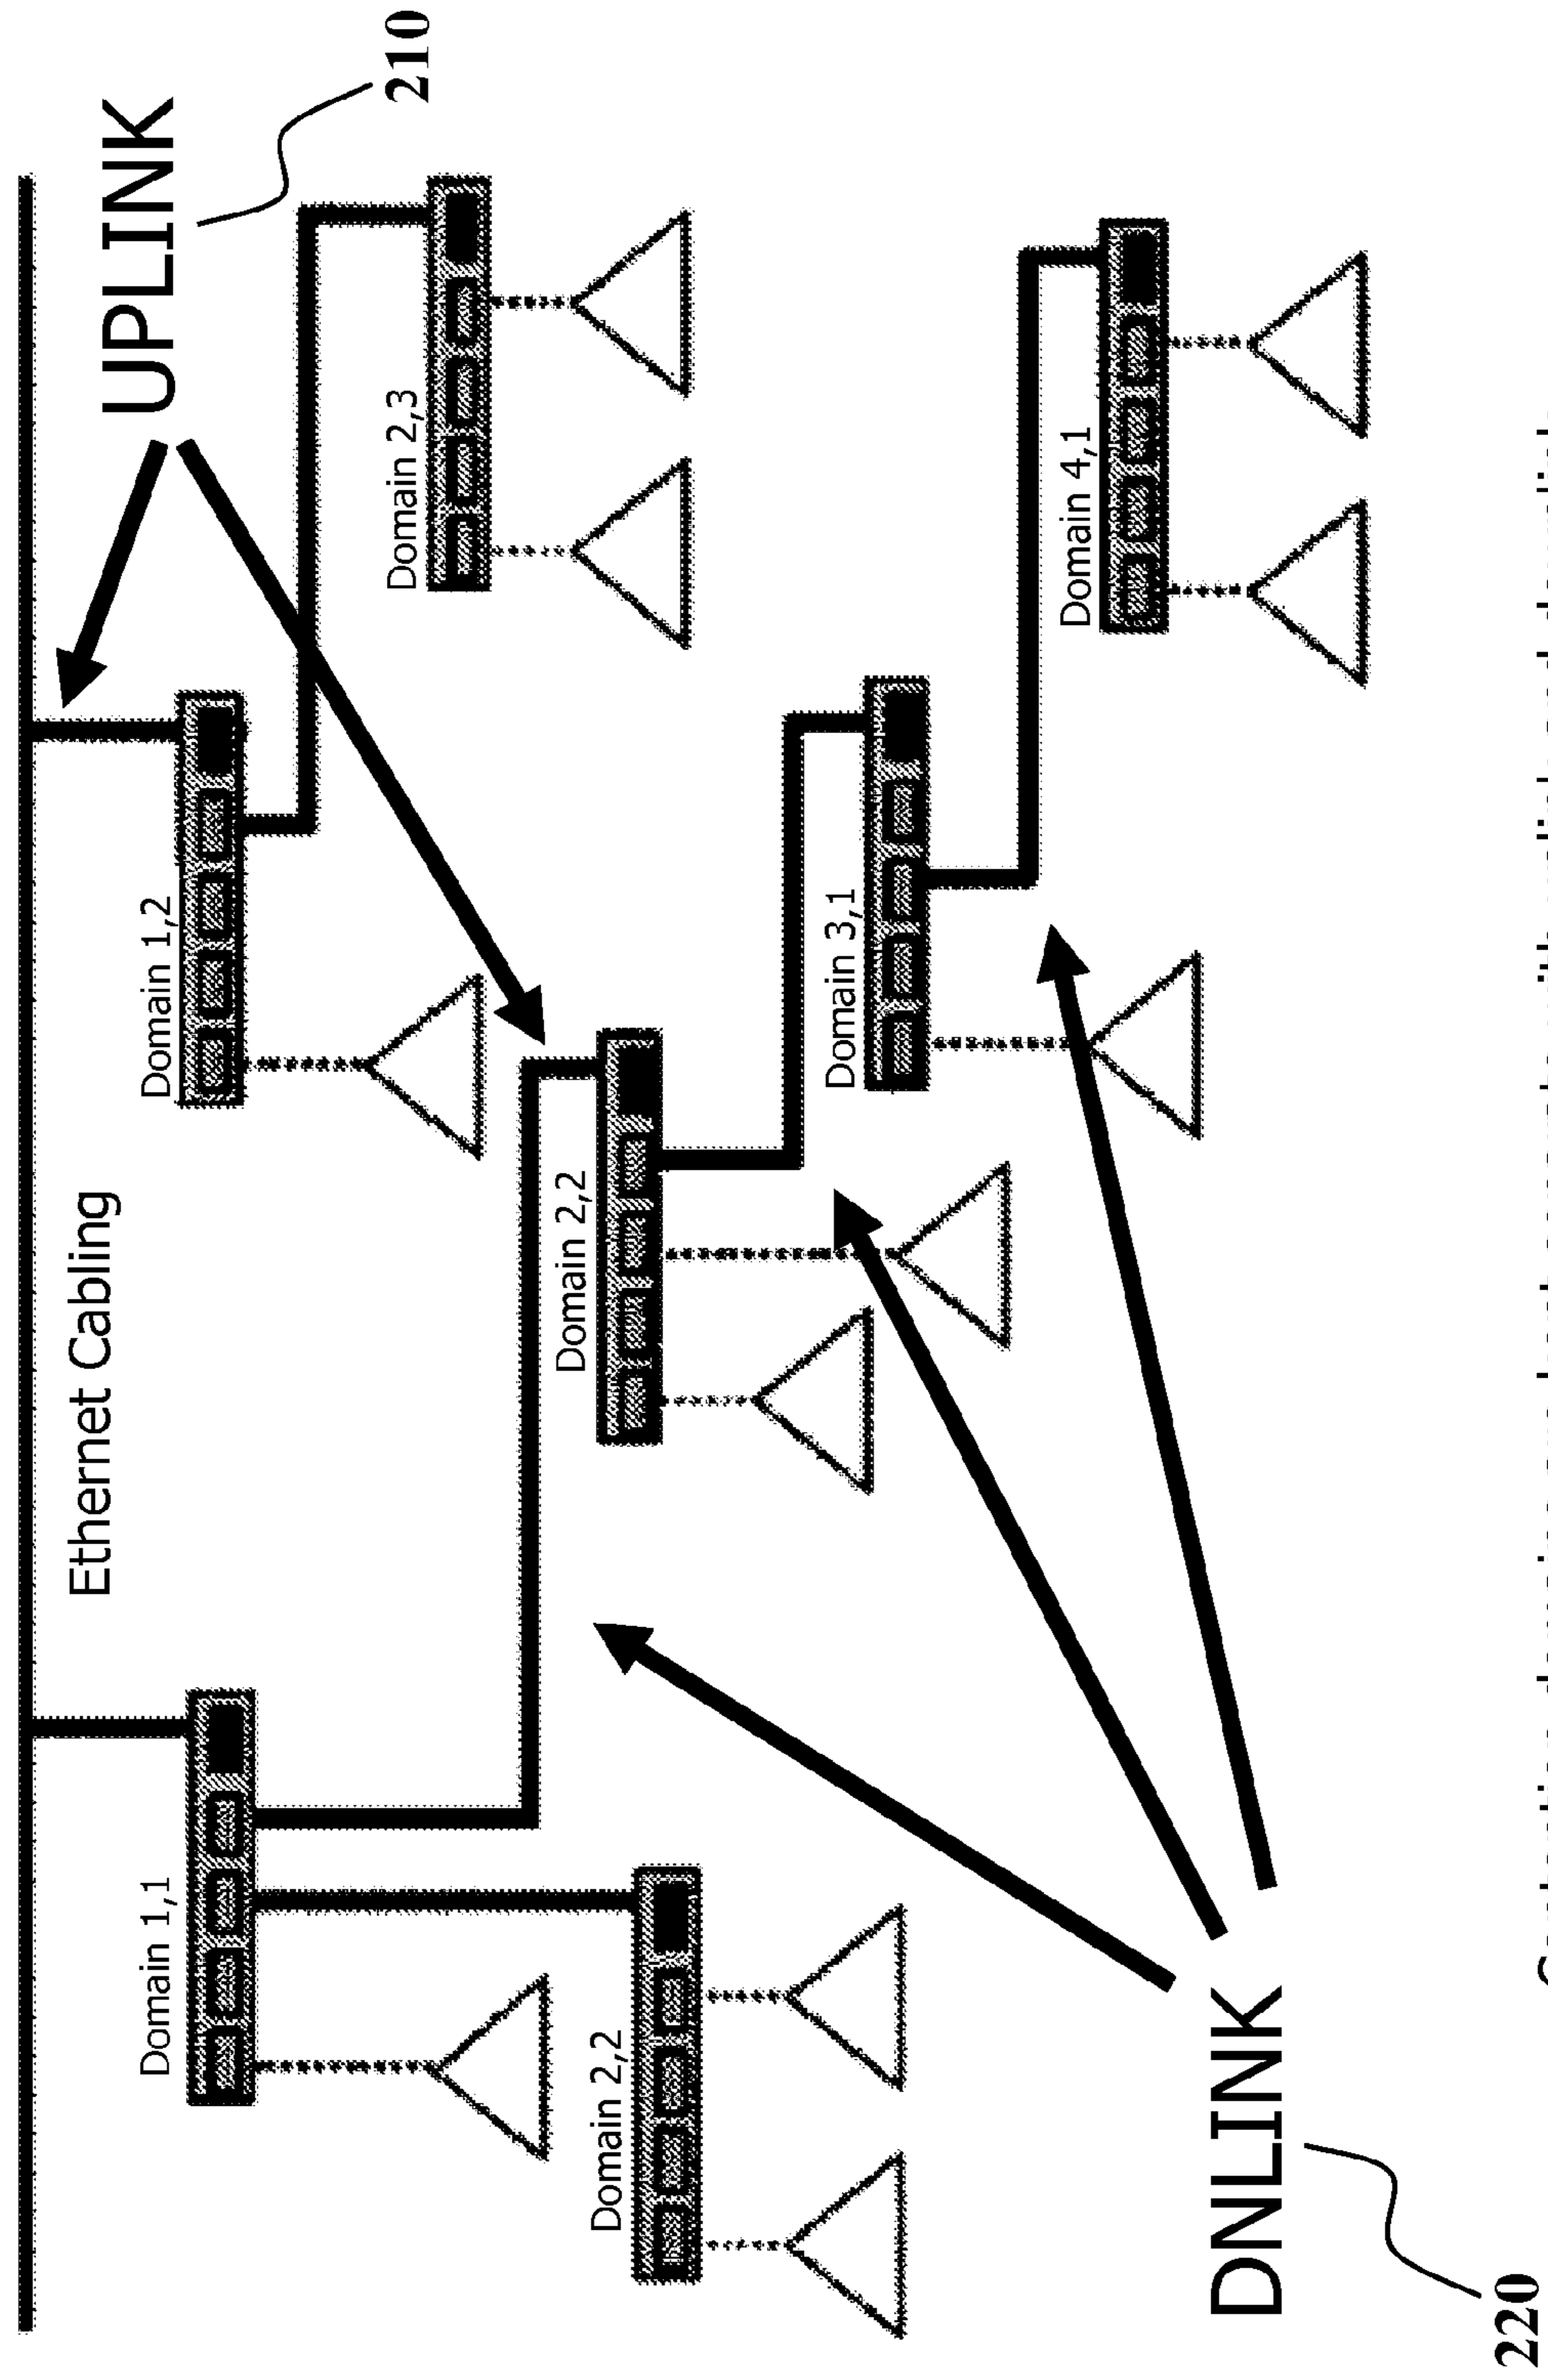 Ethernet Cabling
UPLINK
Domain 1,1
Domain 1,2
210
Domain 2,3
Domain 2,2
Domain 2,2
Domain 3,1
Domain 4,1
DNLINK
220